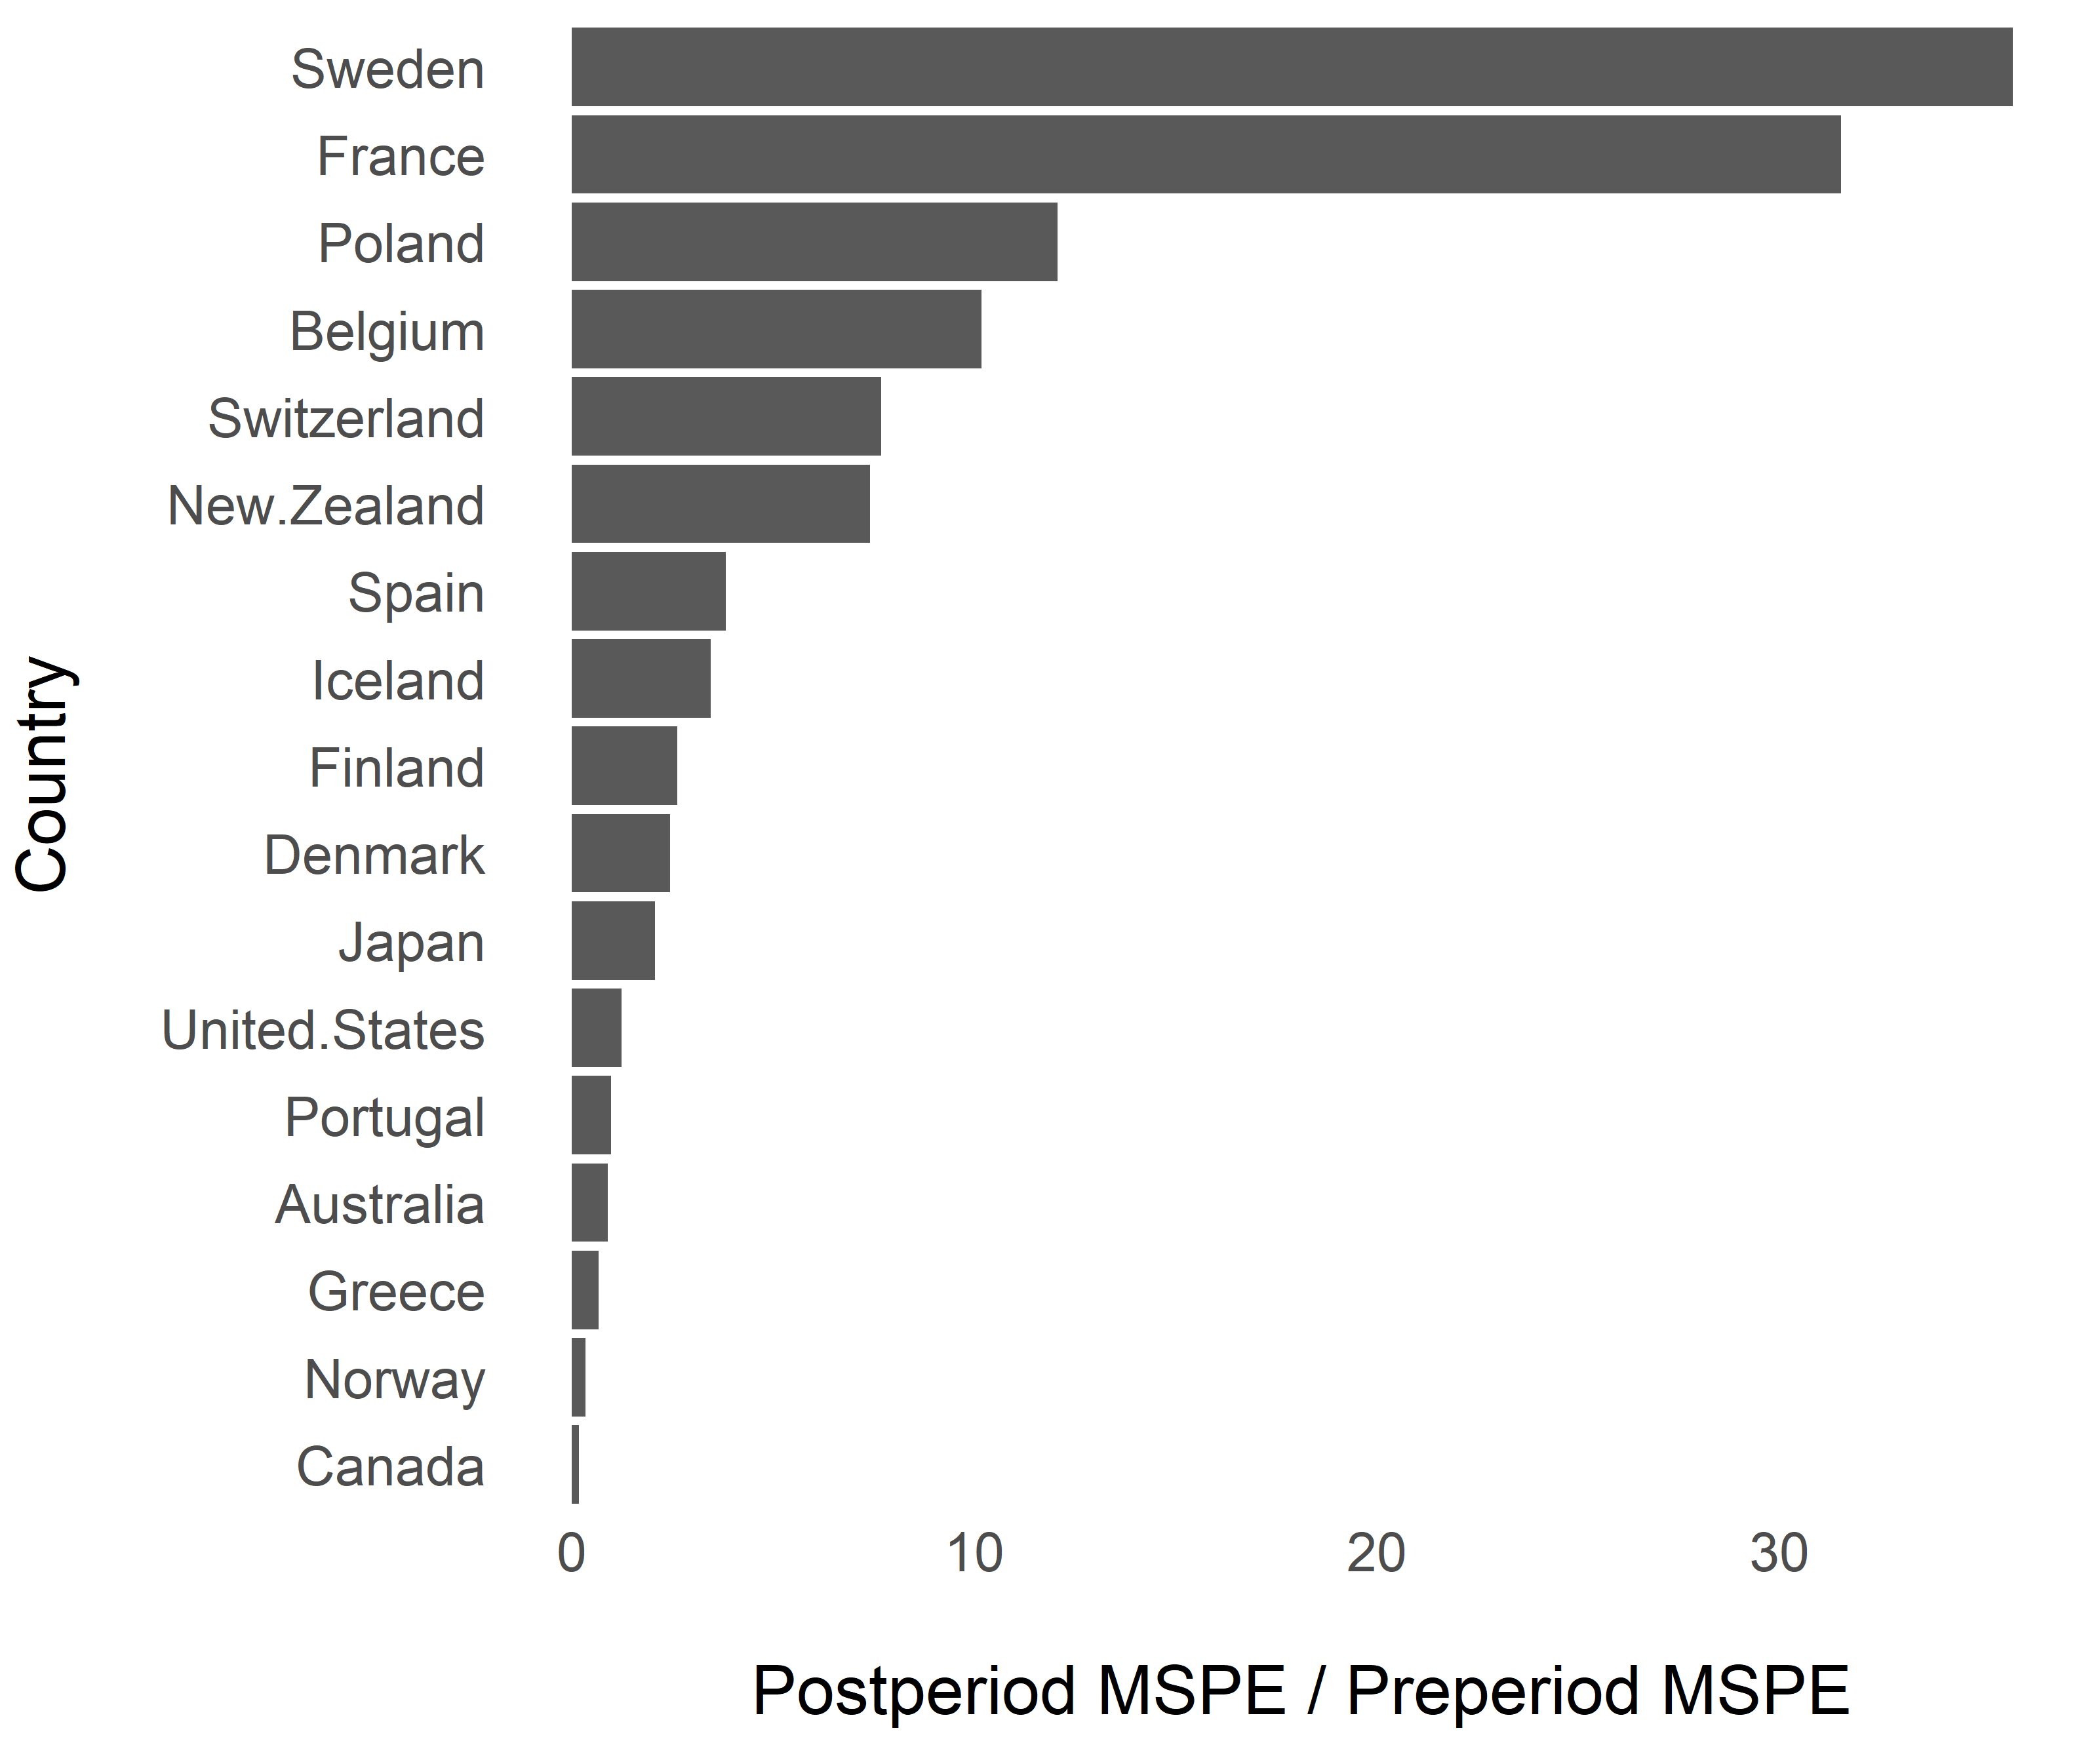 Sweden
France
Poland
Belgium
Switzerland
New.Zealand
Spain
Iceland
Finland
Denmark
Japan
United.States
Portugal
Australia
Greece
Norway
Canada
Country
0 10 20 30
Postperiod MSPE / Preperiod MSPE